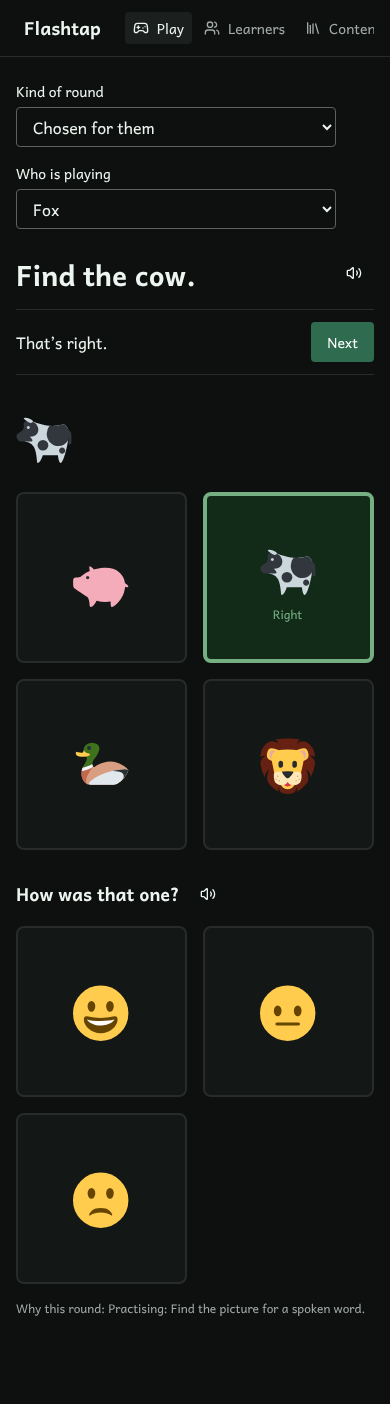 Flashtap Play Learners Conten
Kind of round
Chosen for them
Who is playing
Fox
Find the cow.
That's right.
Next
Right
How was that one?
Why this round: Practising: Find the picture for a spoken word.